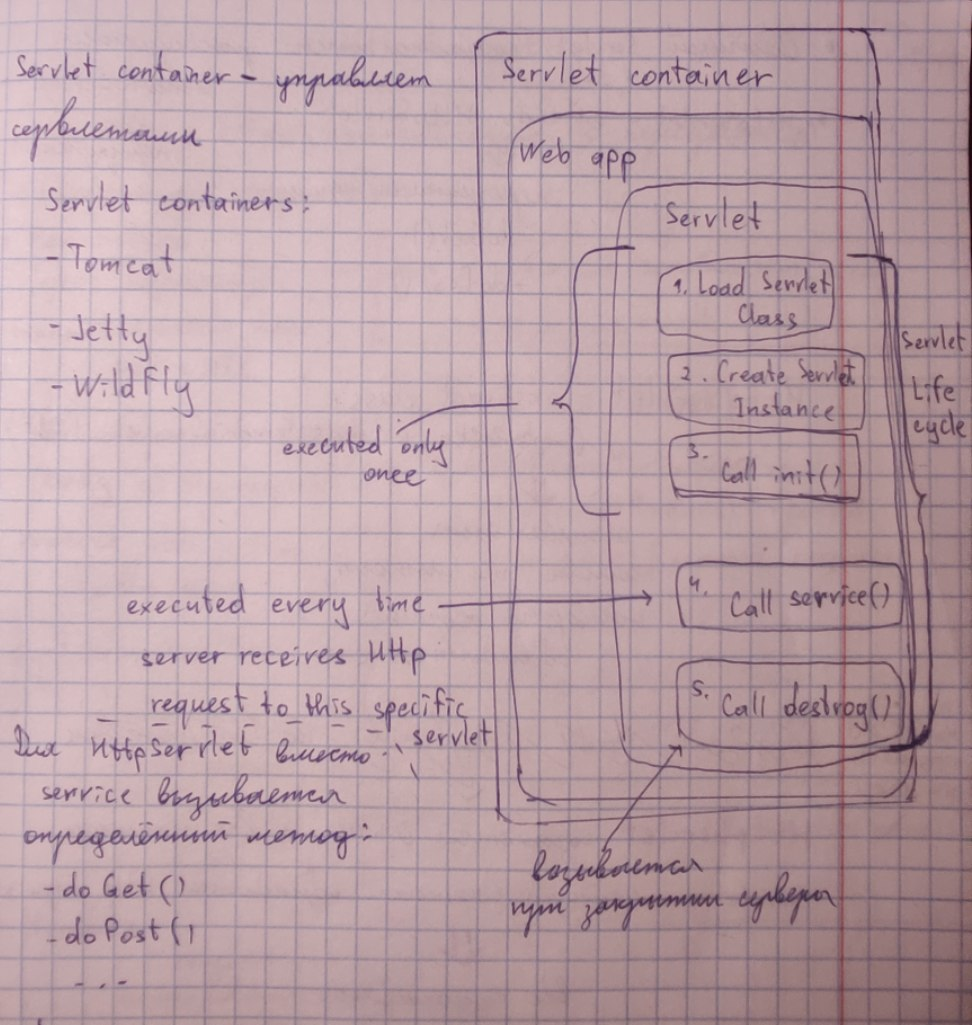 Servlet container – управляет
сервлетами
Servlet containers:
- Tomcat
- Jetty
- WildFly
executed only
once
executed every time
server receives Http
request to this specific
servlet
Для HttpServlet вместо
service вызывается
определённый метод:
- doGet()
- doPost()
- . . -
Servlet container
Web app
Servlet
1. Load Servlet
Class
2. Create Servlet
Instance
3.
Call init()
4.
Call service()
5.
Call destroy()
Servlet
Life
cycle
вызывается
при закрытии сервера